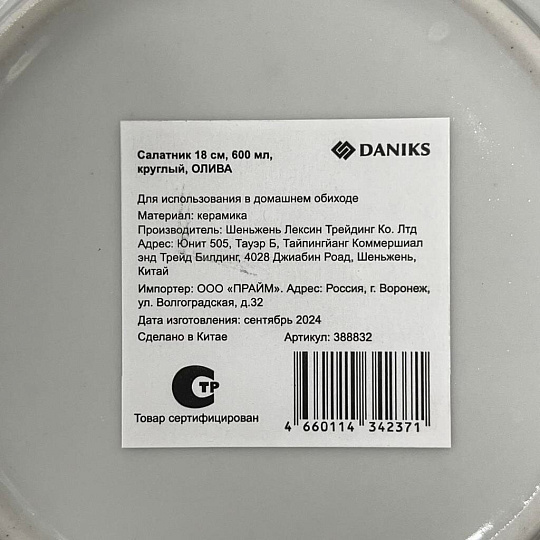 Салатник 18 см, 600 мл,
круглый, ОЛИВА
DANIKS
Для использования в домашнем обиходе
Материал: керамика
Производитель: Шеньжень Лексин Трейдинг Ко. Лтд
Адрес: Юнит 505, Тауэр Б, Тайпингйанг Коммершиал
энд Трейд Билдинг, 4028 Джиабин Роад, Шеньжень,
Китай
Импортер: ООО «ПРАЙМ». Адрес: Россия, г. Воронеж,
ул. Волгоградская, д.32
Дата изготовления: сентябрь 2024
Сделано в Китае Артикул: 388832
СТР
Товар сертифицирован
4 660114 342371